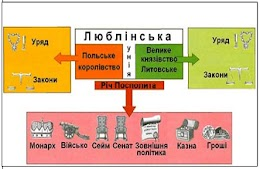 Люблінська
унія
Уряд
Закони
Польське
королівство
Велике
князівство
Литовське
Уряд
Закони
Річ Посполита
Монарх Військо Сейм Сенат Зовнішня політика Казна Гроші